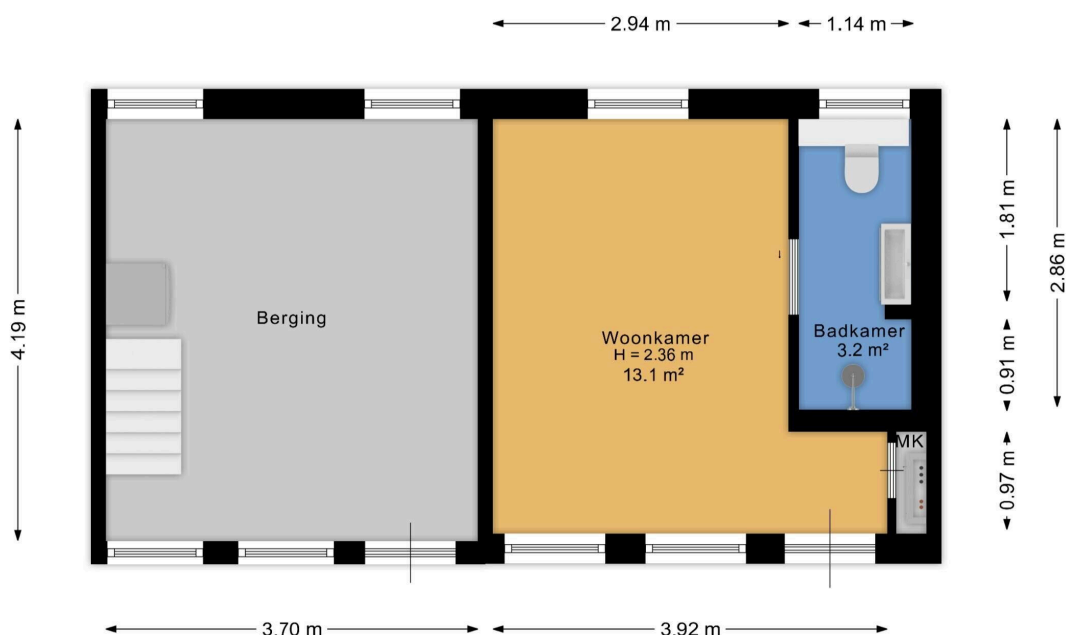 2.94 m
1.14 m
4.19 m
Berging
Woonkamer
H = 2.36 m
13.1 m²
Badkamer
3.2 m²
MK
1.81 m
2.86 m
0.91 m
0.97 m
3.70 m
3.92 m